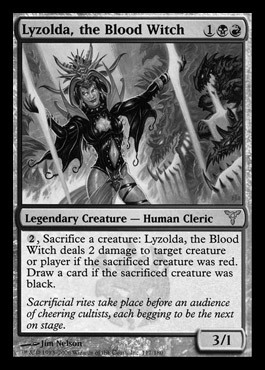 Lyzolda, the Blood Witch 1
Legendary Creature — Human Cleric
2, Sacrifice a creature: Lyzolda, the Blood
Witch deals 2 damage to target creature
or player if the sacrificed creature was red.
Draw a card if the sacrificed creature was
black.
Sacrificial rites take place before an audience
of cheering cultists, each begging to be the next
on stage.
Jim Nelson
3/1